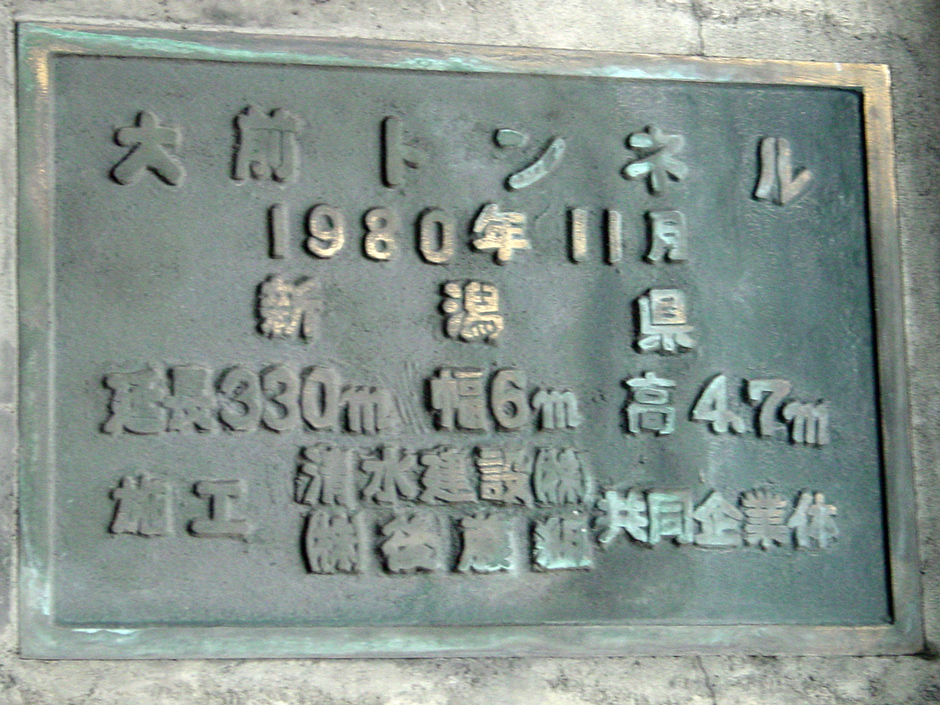 大前トンネル
1980年11月
新潟県
延長330m 幅6m 高4.7m
施工 清水建設㈱
㈱ 共同企業体